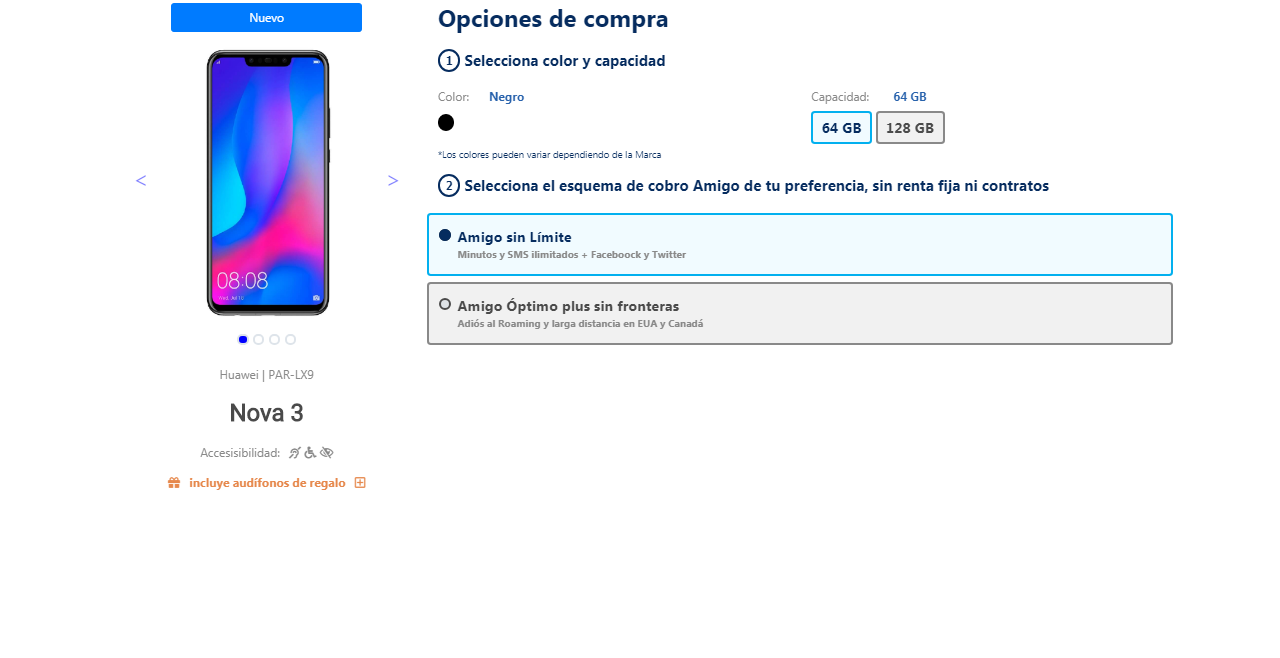 Nuevo
08:08
<
>
Huawei | PAR-LX9
Nova 3
Accesisibilidad:
incluye audífonos de regalo
Opciones de compra
1 Selecciona color y capacidad
Color: Negro
Capacidad: 64 GB
64 GB 128 GB
*Los colores pueden variar dependiendo de la Marca
2 Selecciona el esquema de cobro Amigo de tu preferencia, sin renta fija ni contratos
Amigo sin Límite
Minutos y SMS ilimitados + Faceboock y Twitter
Amigo Óptimo plus sin fronteras
Adiós al Roaming y larga distancia en EUA y Canadá